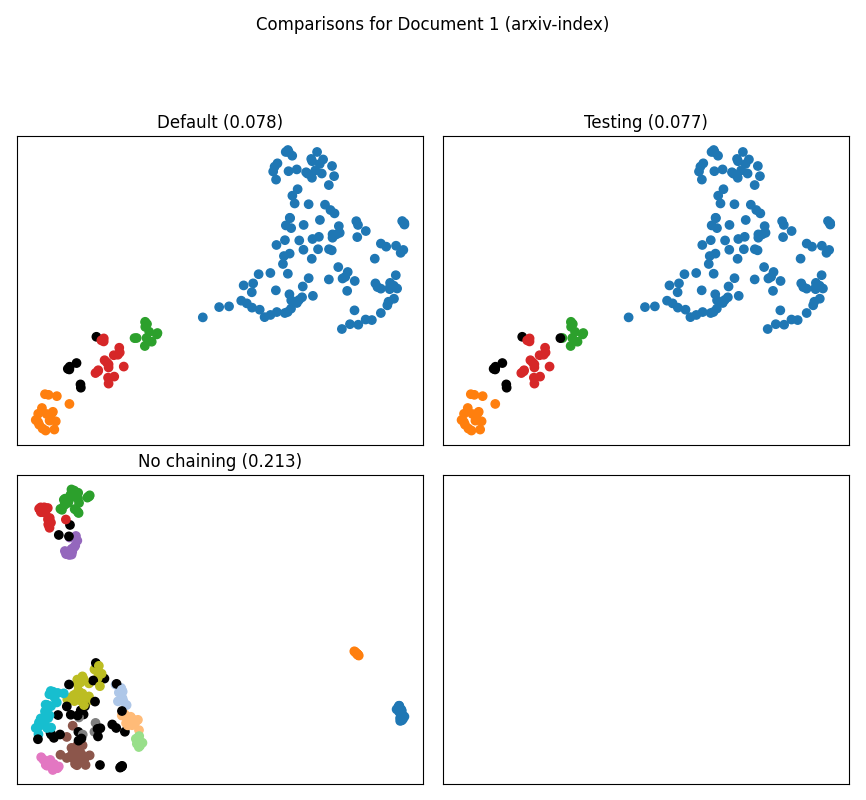 Comparisons for Document 1 (arxiv-index)
Default (0.078)
Testing (0.077)
No chaining (0.213)